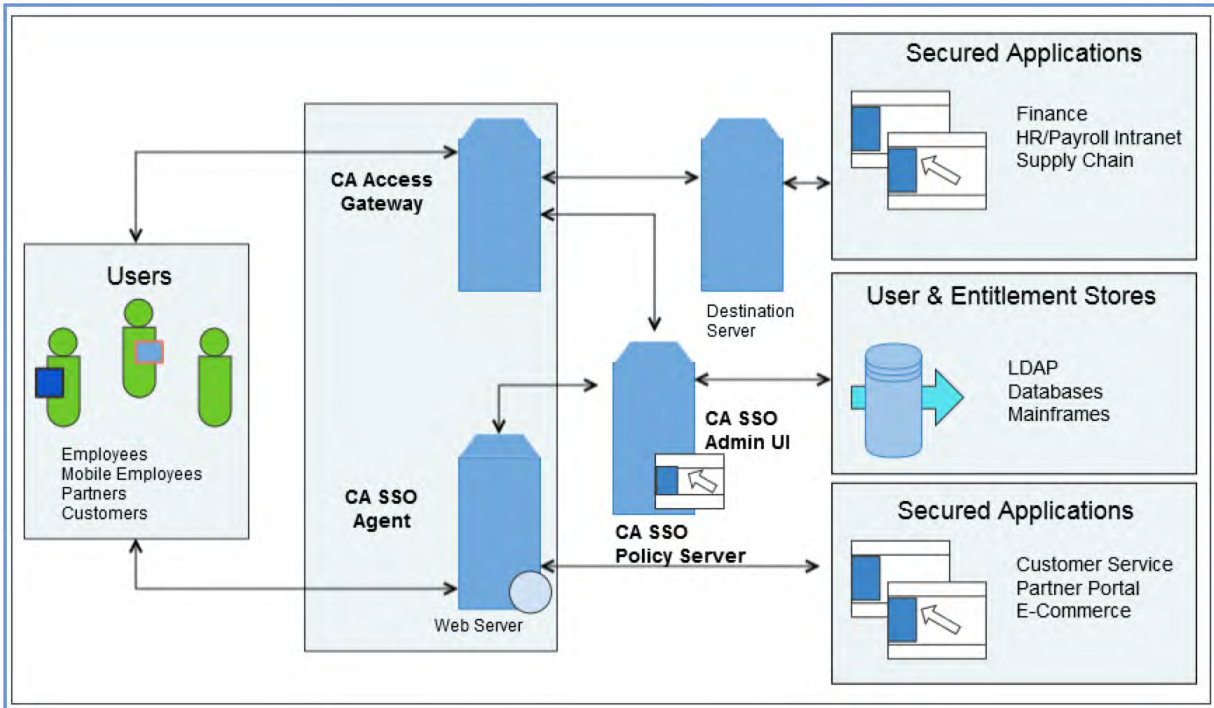 Secured Applications
Finance
HR/Payroll Intranet
Supply Chain
CA Access
Gateway
Users
Employees
Mobile Employees
Partners
Customers
Destination
Server
User & Entitlement Stores
LDAP
Databases
Mainframes
CA SSO
Admin UI
CA SSO
Agent
CA SSO
Policy Server
Web Server
Secured Applications
Customer Service
Partner Portal
E-Commerce